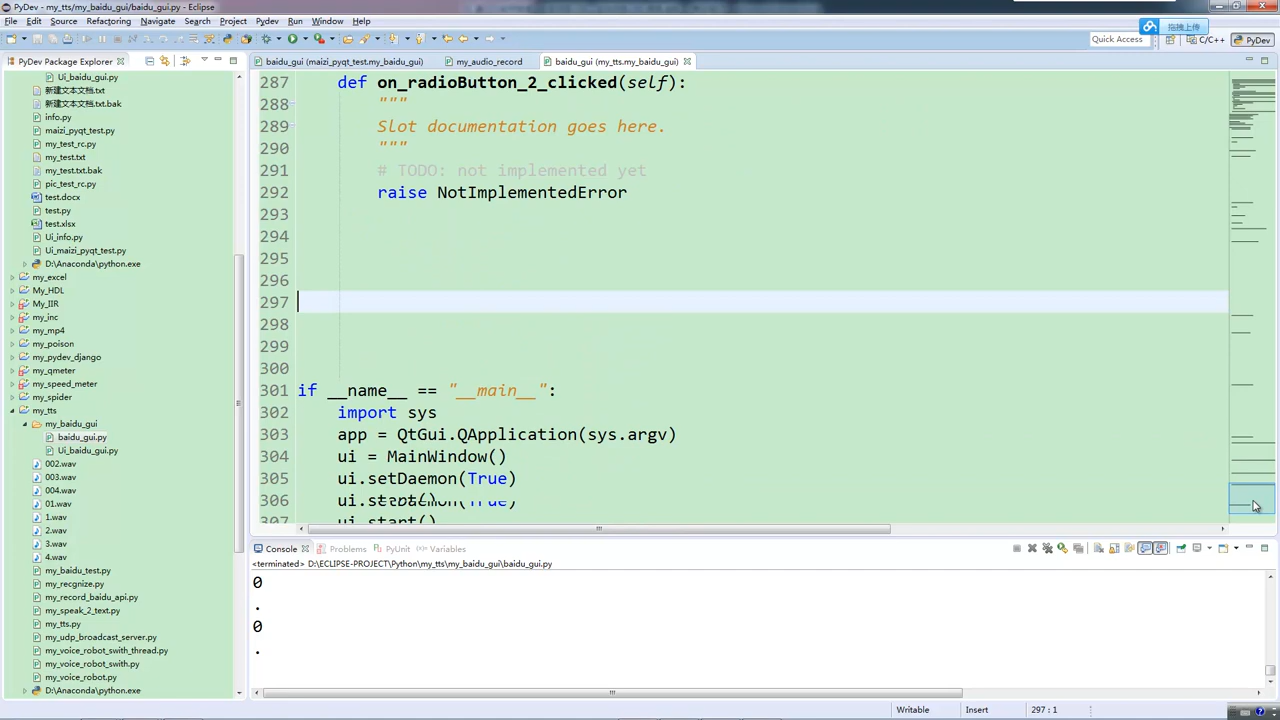 PyDev - my_tts/my_baidu_gui/baidu_gui.py - Eclipse
File Edit Source Refactoring Navigate Search Project Pydev Run Window Help
拖拽上传
Quick Access
C/C++
PyDev
PyDev Package Explorer
baidu_gui (maizi_pyqt_test.my_baidu_gui)
my_audio_record
baidu_gui (my_tts.my_baidu_gui)
Ui_baidu_gui.py
新建文本文档.txt
新建文本文档.txt.bak
info.py
maizi_pyqt_test.py
my_test_rc.py
my_test.txt
my_test.txt.bak
pic_test_rc.py
test.docx
test.py
test.xlsx
Ui_info.py
Ui_maizi_pyqt_test.py
D:\Anaconda\python.exe
my_excel
My_HDL
My_IIR
my_inc
my_mp4
my_poison
my_pydev_django
my_qmeter
my_speed_meter
my_spider
my_tts
my_baidu_gui
baidu_gui.py
Ui_baidu_gui.py
002.wav
003.wav
004.wav
01.wav
1.wav
2.wav
3.wav
4.wav
my_baidu_test.py
my_recgnize.py
my_record_baidu_api.py
my_speak_2_text.py
my_tts.py
my_udp_broadcast_server.py
my_voice_robot_swith_thread.py
my_voice_robot_swith.py
my_voice_robot.py
D:\Anaconda\python.exe
287 def on_radioButton_2_clicked(self):
288 """
289 Slot documentation goes here.
290 """
291 # TODO: not implemented yet
292 raise NotImplementedError
293
294
295
296
297
298
299
300
301 if __name__ == "__main__":
302 import sys
303 app = QtGui.QApplication(sys.argv)
304 ui = MainWindow()
305 ui.setDaemon(True)
306
307 ui.start()
Console Problems PyUnit Variables
<terminated> D:\ECLIPSE-PROJECT\Python\my_tts\my_baidu_gui\baidu_gui.py
0
.
0
.
Writable
Insert
297 : 1